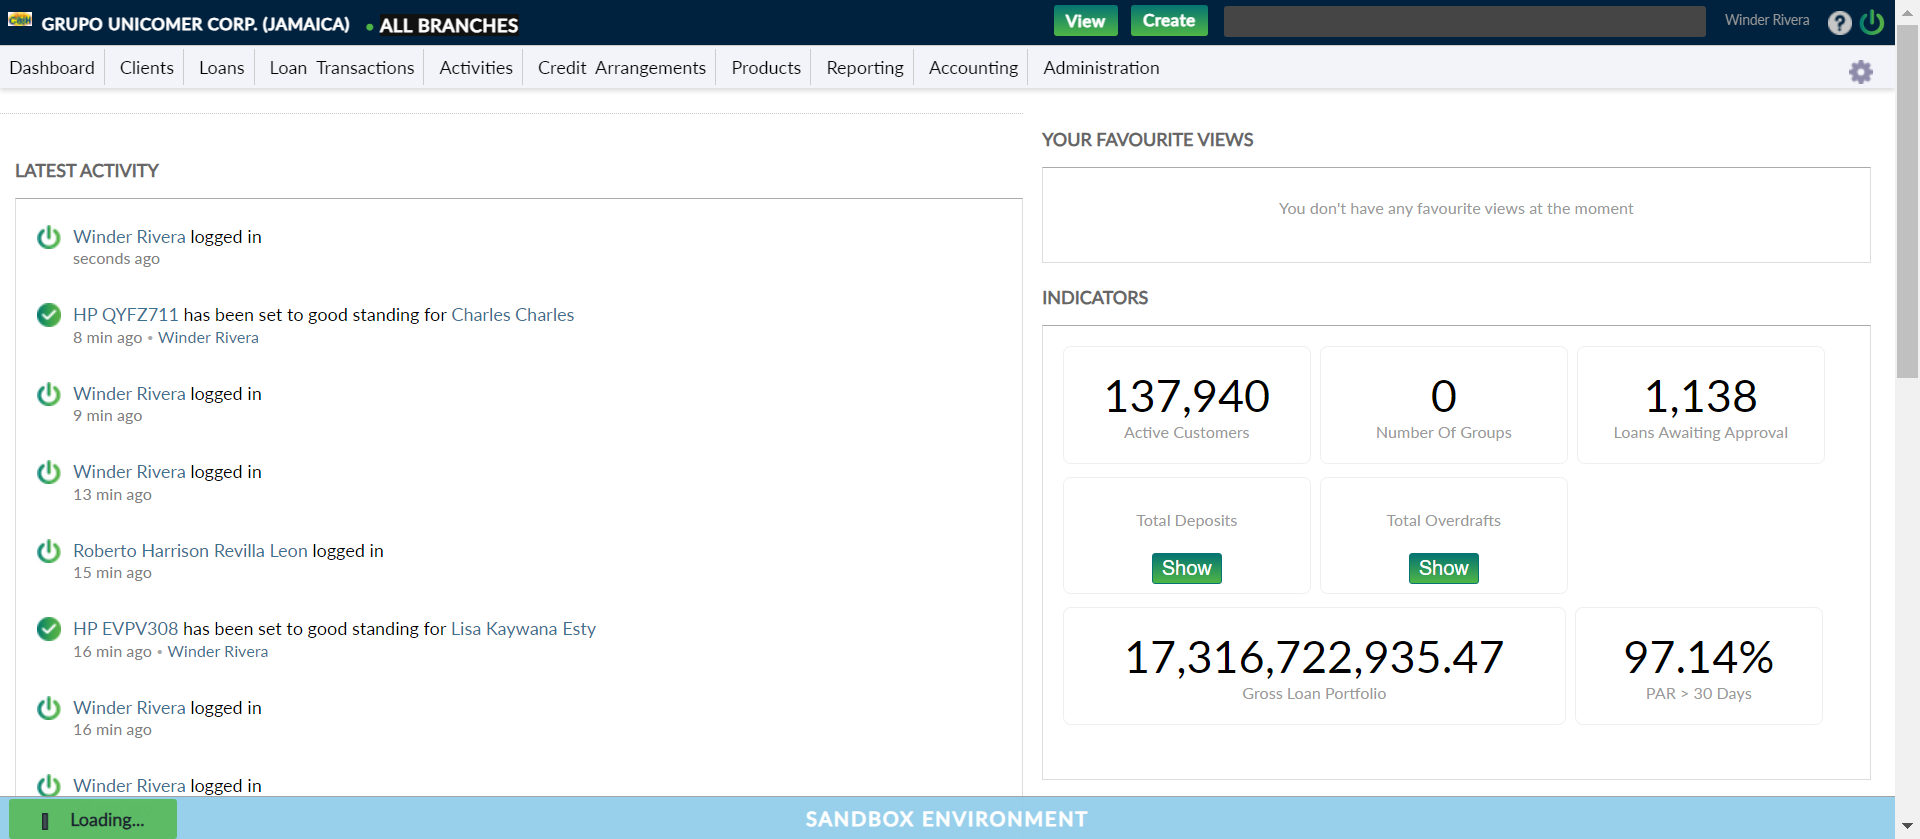 CasH
GRUPO UNICOMER CORP. (JAMAICA) • ALL BRANCHES
View
Create
Winder Rivera
?
Dashboard Clients Loans Loan Transactions Activities Credit Arrangements Products Reporting Accounting Administration
LATEST ACTIVITY
Winder Rivera logged in
seconds ago
HP QYFZ711 has been set to good standing for Charles Charles
8 min ago • Winder Rivera
Winder Rivera logged in
9 min ago
Winder Rivera logged in
13 min ago
Roberto Harrison Revilla Leon logged in
15 min ago
HP EVPV308 has been set to good standing for Lisa Kaywana Esty
16 min ago • Winder Rivera
Winder Rivera logged in
16 min ago
Winder Rivera logged in
YOUR FAVOURITE VIEWS
You don't have any favourite views at the moment
INDICATORS
137,940
Active Customers
0
Number Of Groups
1,138
Loans Awaiting Approval
Total Deposits
Show
Total Overdrafts
Show
17,316,722,935.47
Gross Loan Portfolio
97.14%
PAR > 30 Days
Loading...
SANDBOX ENVIRONMENT